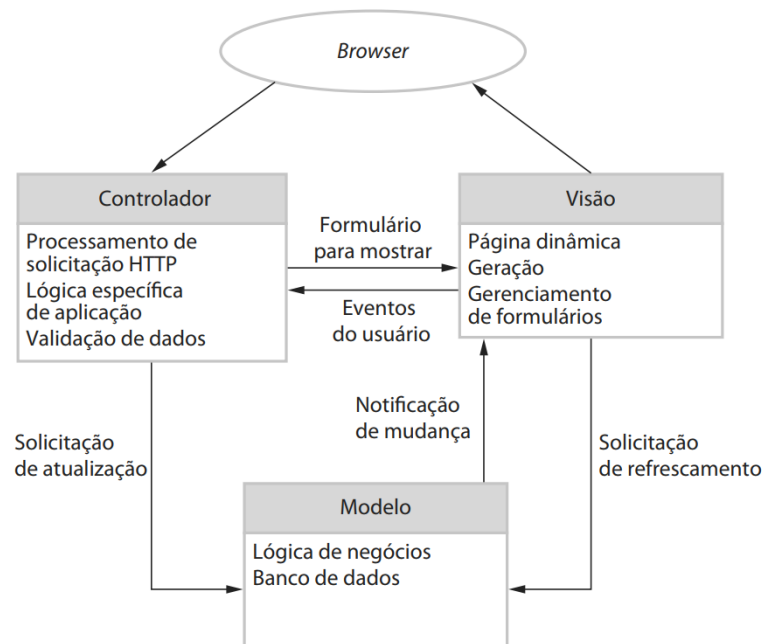 Browser
Controlador
Processamento de
solicitação HTTP
Lógica específica
de aplicação
Validação de dados
Formulário
para mostrar
Eventos
do usuário
Visão
Página dinâmica
Geração
Gerenciamento
de formulários
Solicitação
de atualização
Notificação
de mudança
Solicitação
de refrescamento
Modelo
Lógica de negócios
Banco de dados